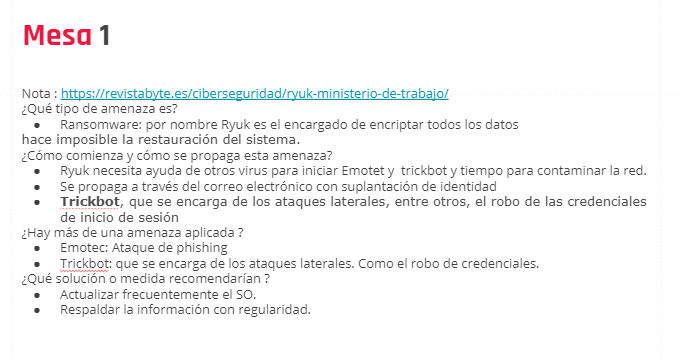 Mesa 1
Nota : https://revistabyte.es/ciberseguridad/ryuk-ministerio-de-trabajo/
¿Qué tipo de amenaza es?
● Ransomware: por nombre Ryuk es el encargado de encriptar todos los datos
hace imposible la restauración del sistema.
¿Cómo comienza y cómo se propaga esta amenaza?
● Ryuk necesita ayuda de otros virus para iniciar Emotet y trickbot y tiempo para contaminar la red.
● Se propaga a través del correo electrónico con suplantación de identidad
● Trickbot, que se encarga de los ataques laterales, entre otros, el robo de las credenciales
de inicio de sesión
¿Hay más de una amenaza aplicada ?
● Emotec: Ataque de phishing
● Trickbot: que se encarga de los ataques laterales. Como el robo de credenciales.
¿Qué solución o medida recomendarían ?
● Actualizar frecuentemente el SO.
● Respaldar la información con regularidad.